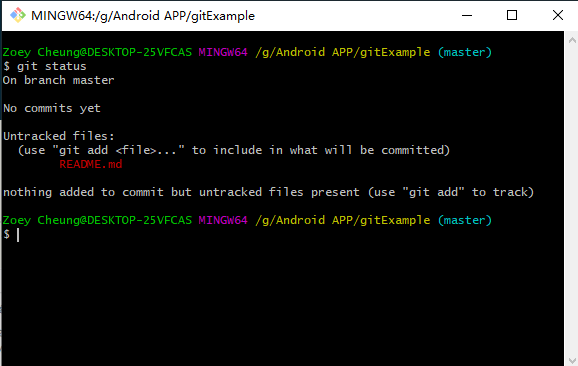 MINGW64:/g/Android APP/gitExample
Zoey Cheung@DESKTOP-25VFCAS MINGW64 /g/Android APP/gitExample (master)
$ git status
On branch master
No commits yet
Untracked files:
  (use "git add <file>..." to include in what will be committed)
        README.md
nothing added to commit but untracked files present (use "git add" to track)
Zoey Cheung@DESKTOP-25VFCAS MINGW64 /g/Android APP/gitExample (master)
$